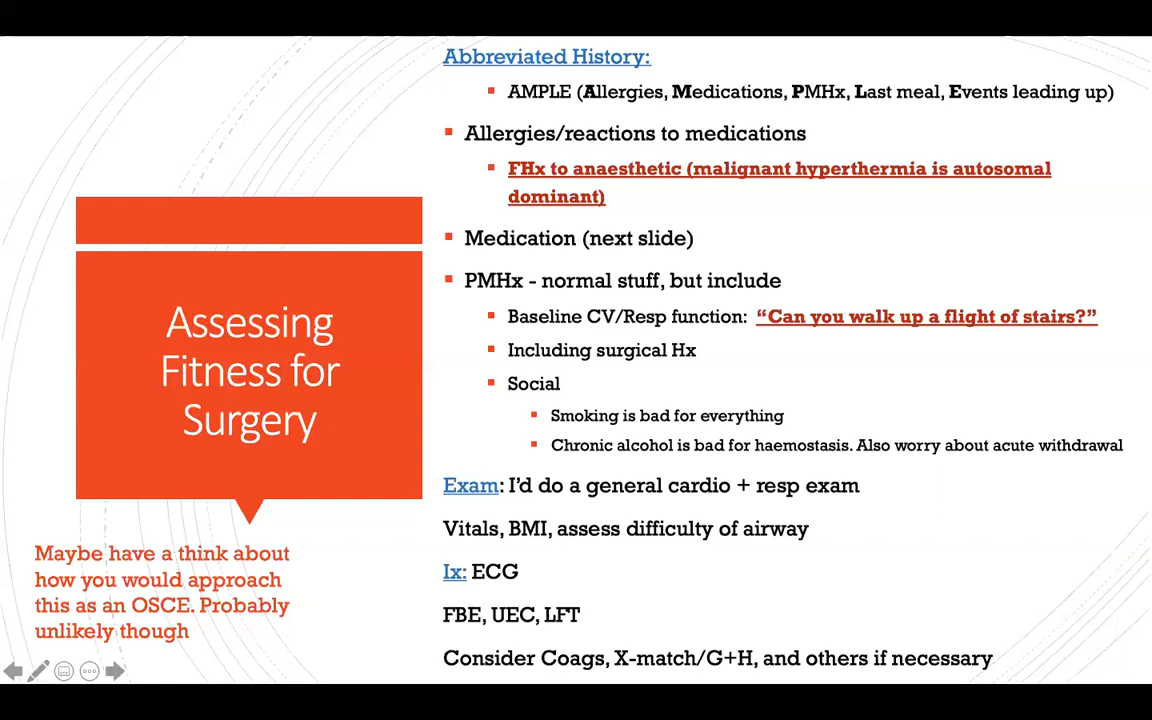 Assessing
Fitness for
Surgery
Maybe have a think about
how you would approach
this as an OSCE. Probably
unlikely though
Abbreviated History:
AMPLE (Allergies, Medications, PMHx, Last meal, Events leading up)
Allergies/reactions to medications
FHx to anaesthetic (malignant hyperthermia is autosomal
dominant)
Medication (next slide)
PMHx - normal stuff, but include
Baseline CV/Resp function: “Can you walk up a flight of stairs?”
Including surgical Hx
Social
Smoking is bad for everything
Chronic alcohol is bad for haemostasis. Also worry about acute withdrawal
Exam: I’d do a general cardio + resp exam
Vitals, BMI, assess difficulty of airway
Ix: ECG
FBE, UEC, LFT
Consider Coags, X-match/G+H, and others if necessary